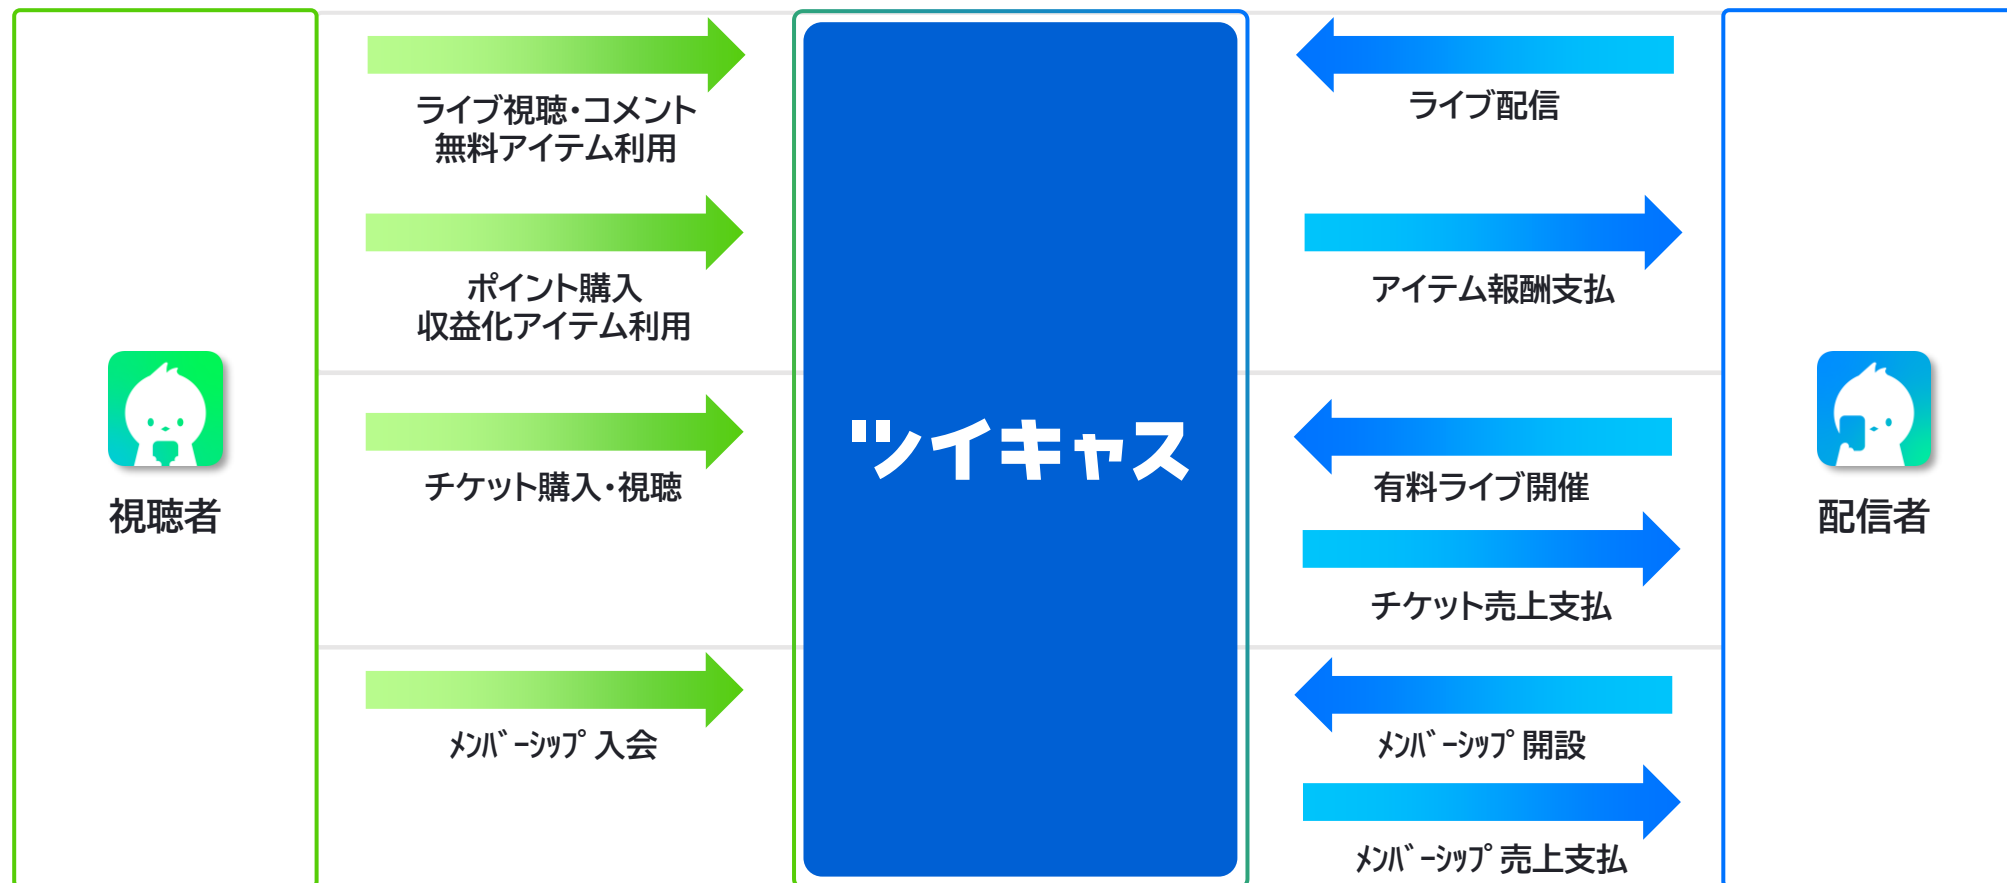 ライブ視聴・コメント
無料アイテム利用
ポイント購入
収益化アイテム利用
視聴者
チケット購入・視聴
ﾒﾝﾊﾞｰｼｯﾌﾟ入会
ツイキャス
ライブ配信
アイテム報酬支払
有料ライブ開催
チケット売上支払
ﾒﾝﾊﾞｰｼｯﾌﾟ開設
ﾒﾝﾊﾞｰｼｯﾌﾟ売上支払
配信者